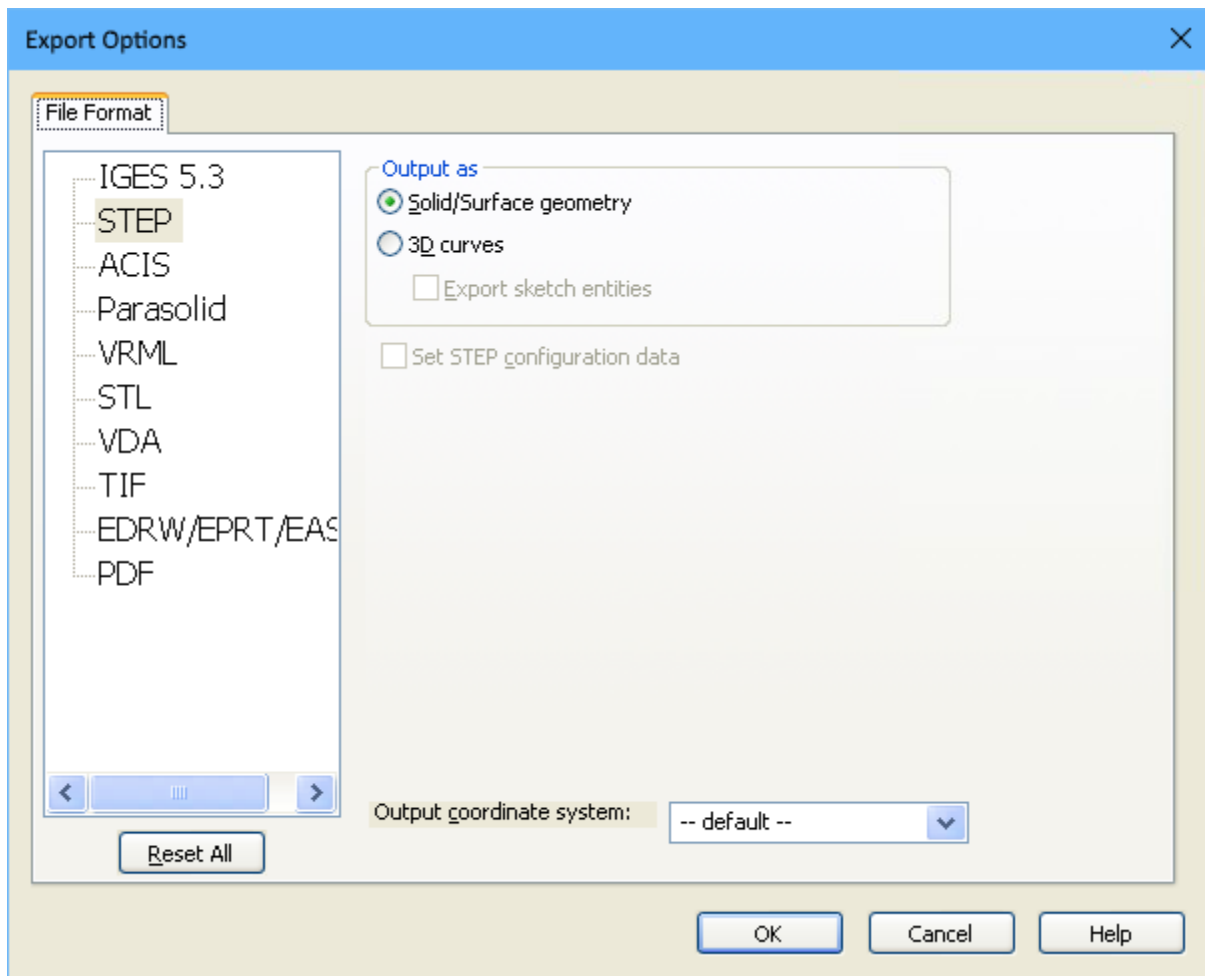 Export Options
File Format
IGES 5.3
STEP
ACIS
Parasolid
VRML
STL
VDA
TIF
EDRW/EPRT/EAS
PDF
Reset All
Output as
Solid/Surface geometry
3D curves
Export sketch entities
Set STEP configuration data
Output coordinate system:
-- default --
OK
Cancel
Help